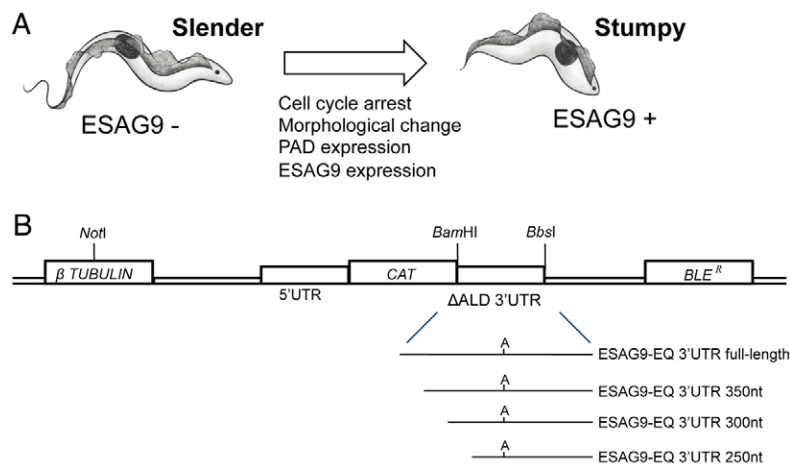 A
Slender
Stumpy
ESAG9 -
Cell cycle arrest
Morphological change
PAD expression
ESAG9 expression
ESAG9 +
B
NotI
BamHI
BbsI
β TUBULIN
5'UTR
CAT
ΔALD 3'UTR
BLE R
A
ESAG9-EQ 3'UTR full-length
A
ESAG9-EQ 3'UTR 350nt
A
ESAG9-EQ 3'UTR 300nt
A
ESAG9-EQ 3'UTR 250nt